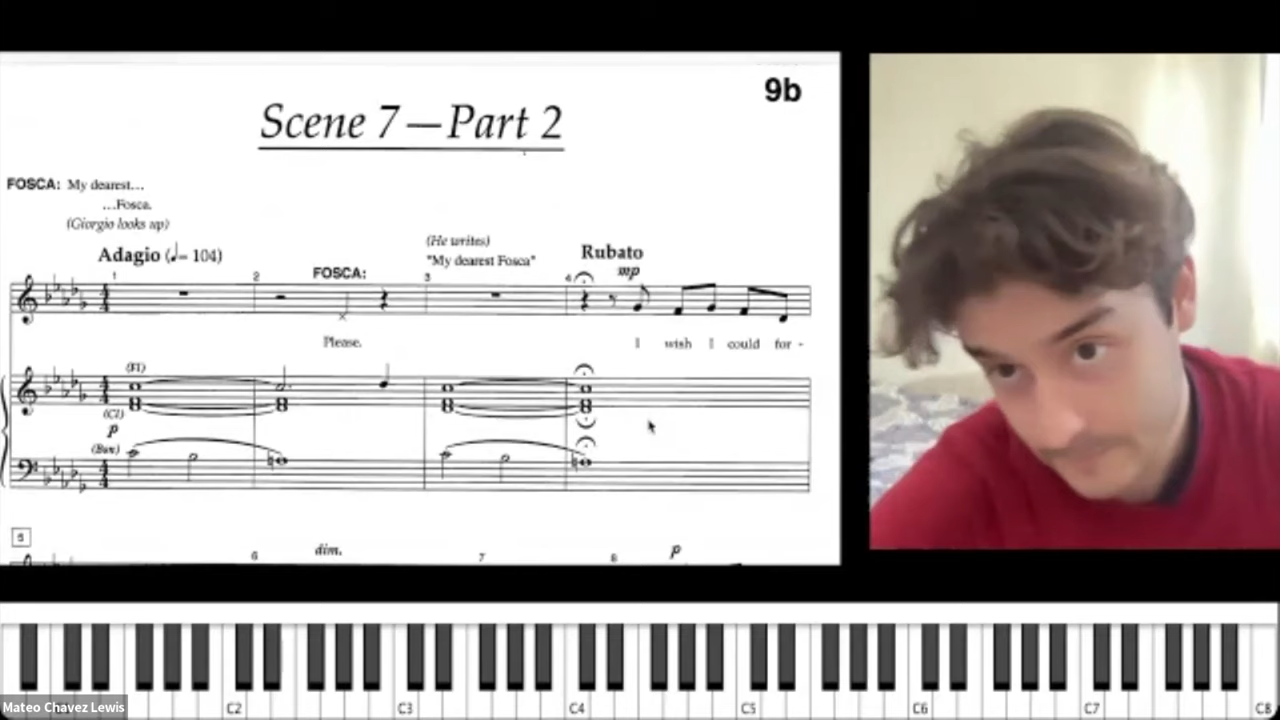 9b
Scene 7—Part 2
FOSCA: My dearest...
...Fosca.
(Giorgio looks up)
Adagio (♩= 104)
(He writes)
"My dearest Fosca"
Rubato
mp
1
2
FOSCA:
3
4
Please.
I wish I could for -
(Fl)
(Cl)
p
(Bsn)
5
6
dim.
7
8
p
C2 C3 C4 C5 C6 C7 C8
Mateo Chavez Lewis